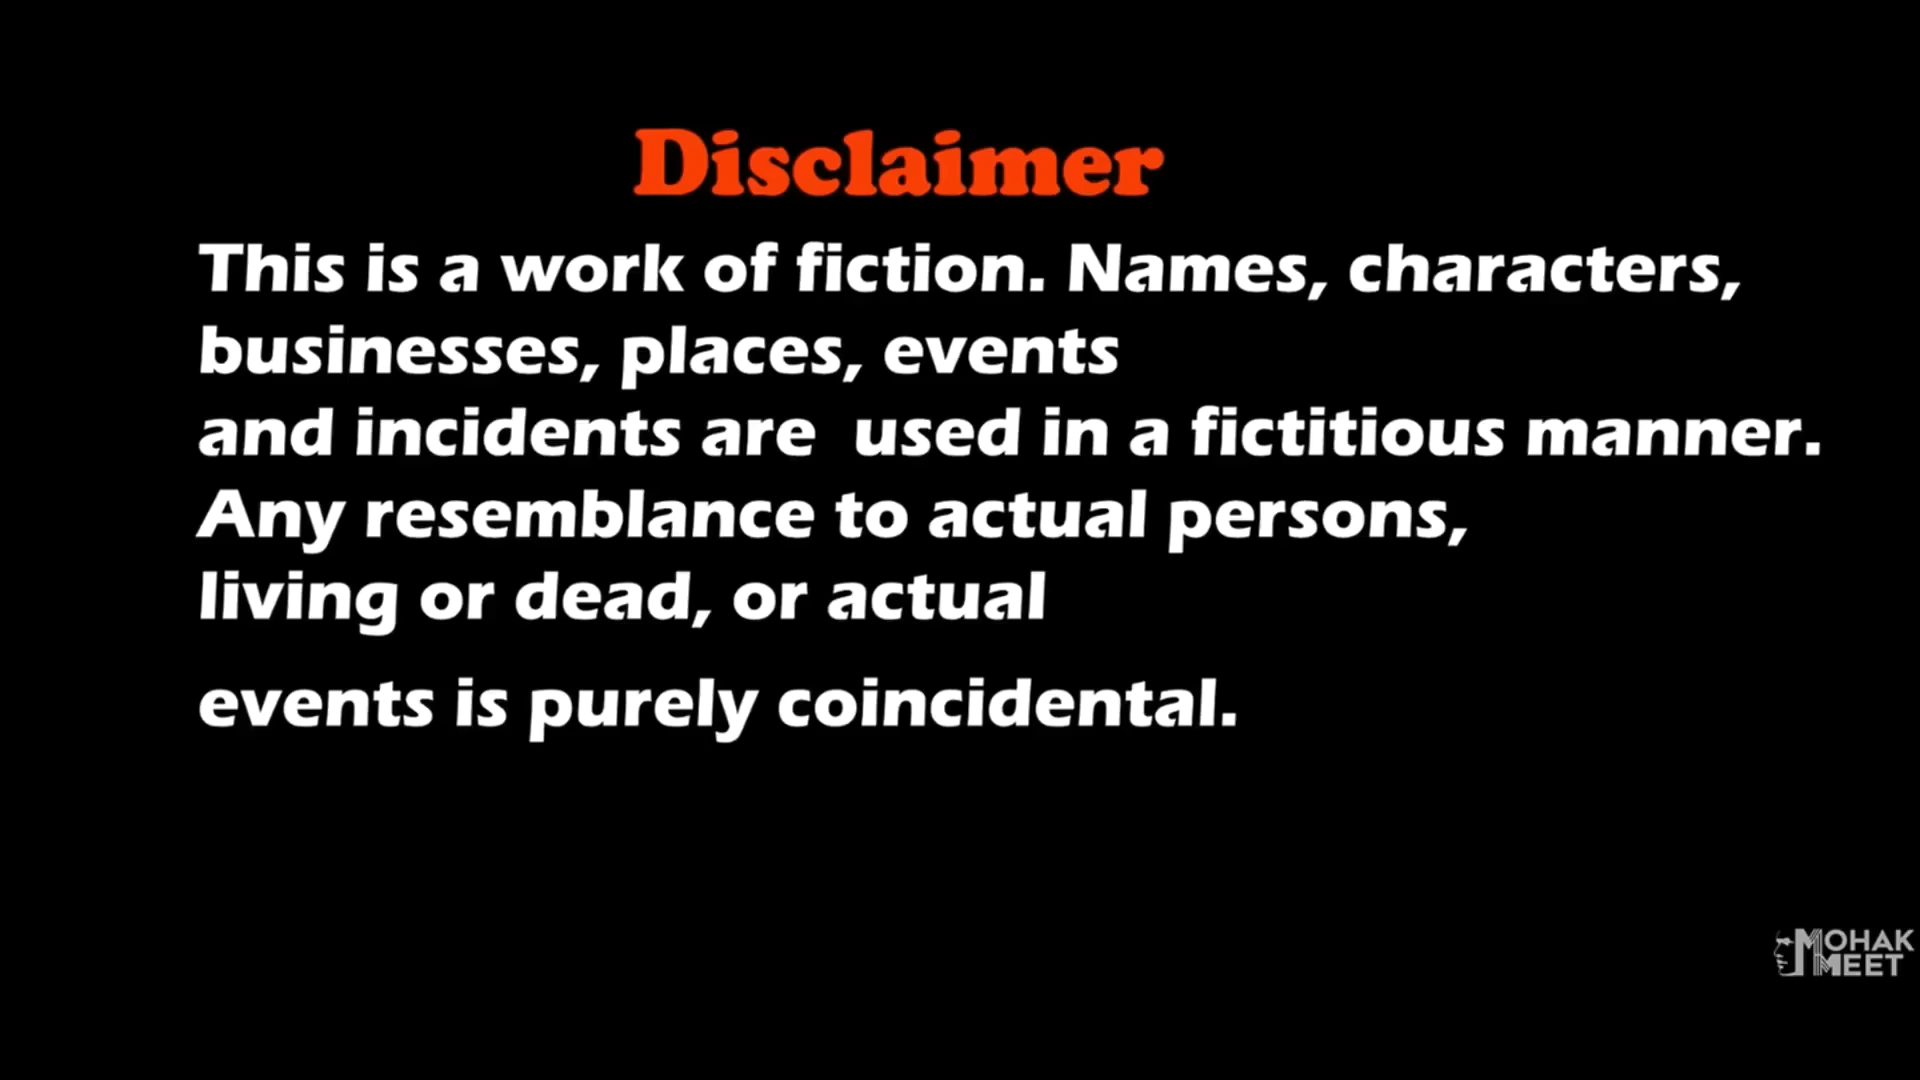 Disclaimer
This is a work of fiction. Names, characters,
businesses, places, events
and incidents are used in a fictitious manner.
Any resemblance to actual persons,
living or dead, or actual
events is purely coincidental.
MOHAK
MEET